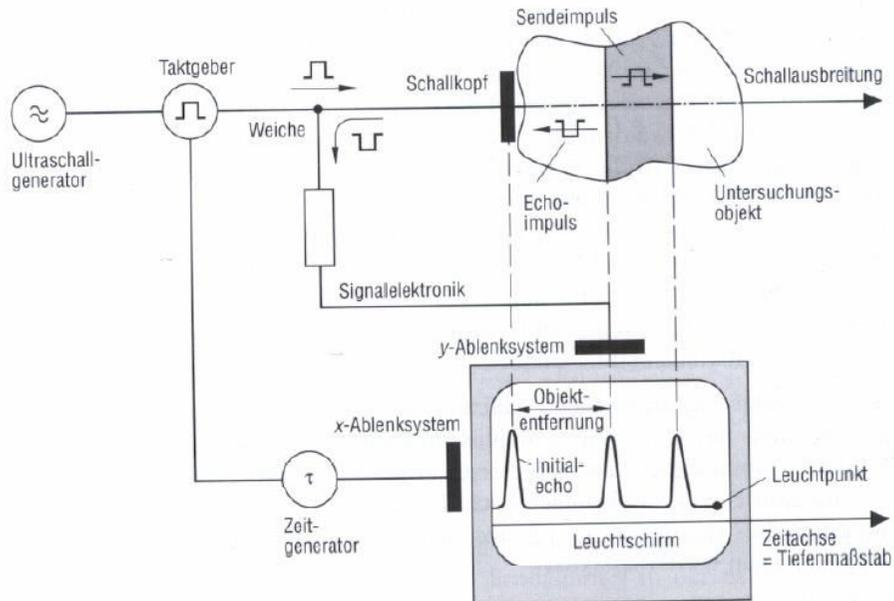 Sendeimpuls
Taktgeber
Schallkopf
Schallausbreitung
Weiche
Ultraschall-
generator
Echo-
impuls
Untersuchungs-
objekt
Signalelektronik
y-Ablenksystem
x-Ablenksystem
Objekt-
entfernung
Initial-
echo
Leuchtpunkt
τ
Zeit-
generator
Leuchtschirm
Zeitachse
= Tiefenmaßstab